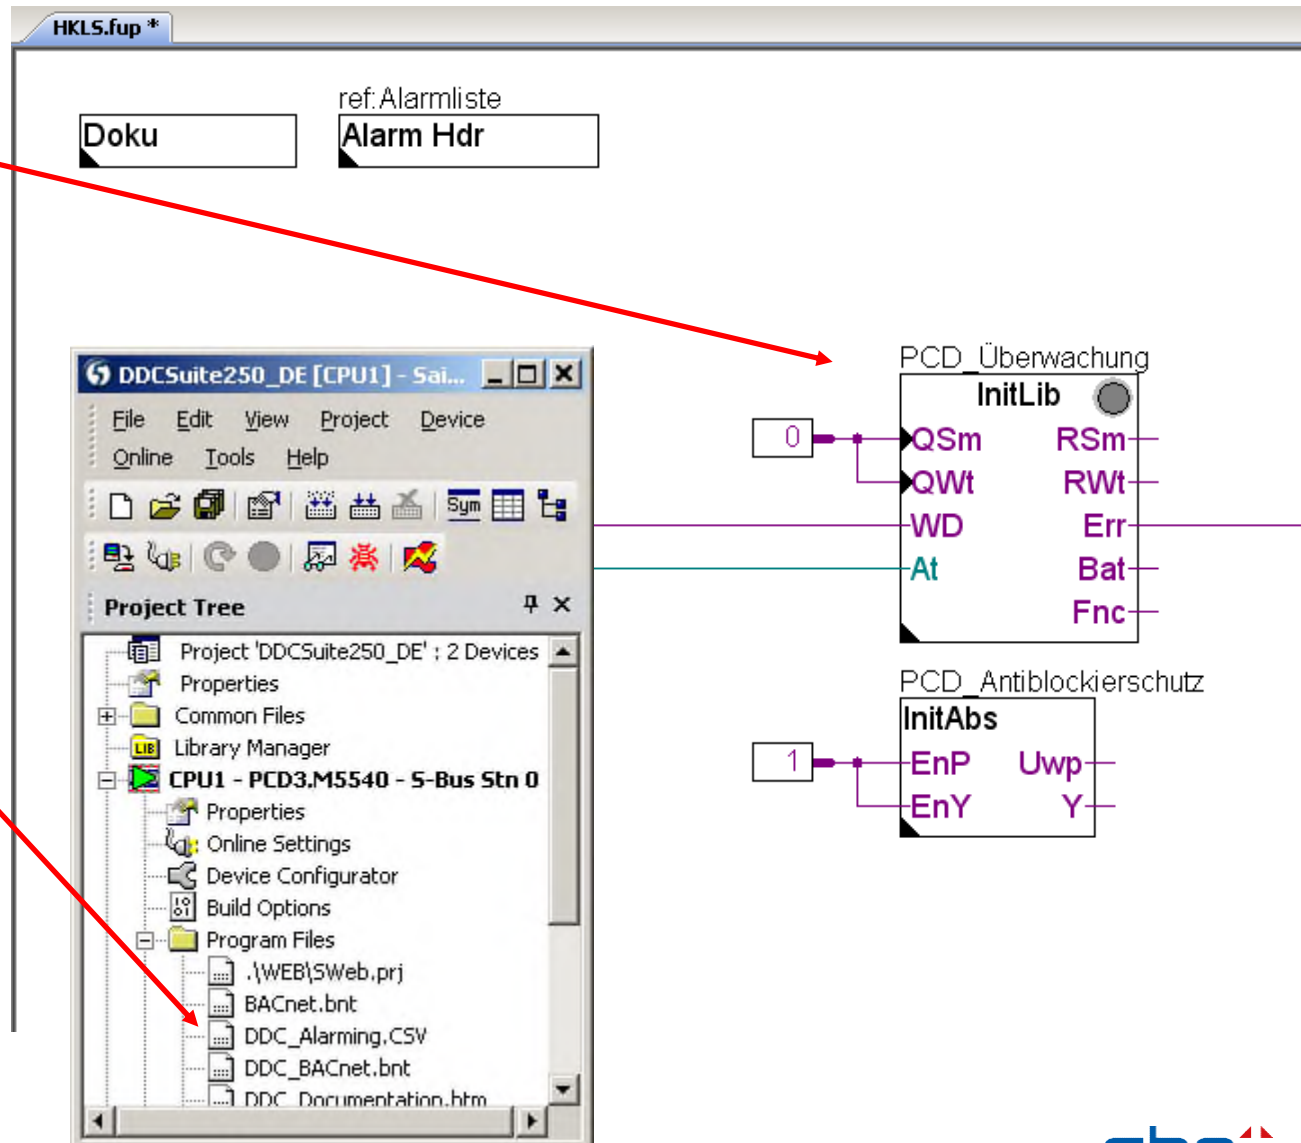 HKLS.fup *
ref:Alarmliste
Doku
Alarm Hdr
PCD_Überwachung
InitLib
0
QSm RSm
QWt RWt
WD Err
At Bat
Fnc
PCD_Antiblockierschutz
InitAbs
1
EnP Uwp
EnY Y
DDCSuite250_DE [CPU1] - Sai...
File Edit View Project Device
Online Tools Help
Sym
Project Tree
Project 'DDCSuite250_DE' : 2 Devices
Properties
Common Files
LIB Library Manager
CPU1 - PCD3.M5540 - S-Bus Stn 0
Properties
Online Settings
Device Configurator
Build Options
Program Files
.\WEB\SWeb.prj
BACnet.bnt
DDC_Alarming.CSV
DDC_BACnet.bnt
DDC_Documentation.htm